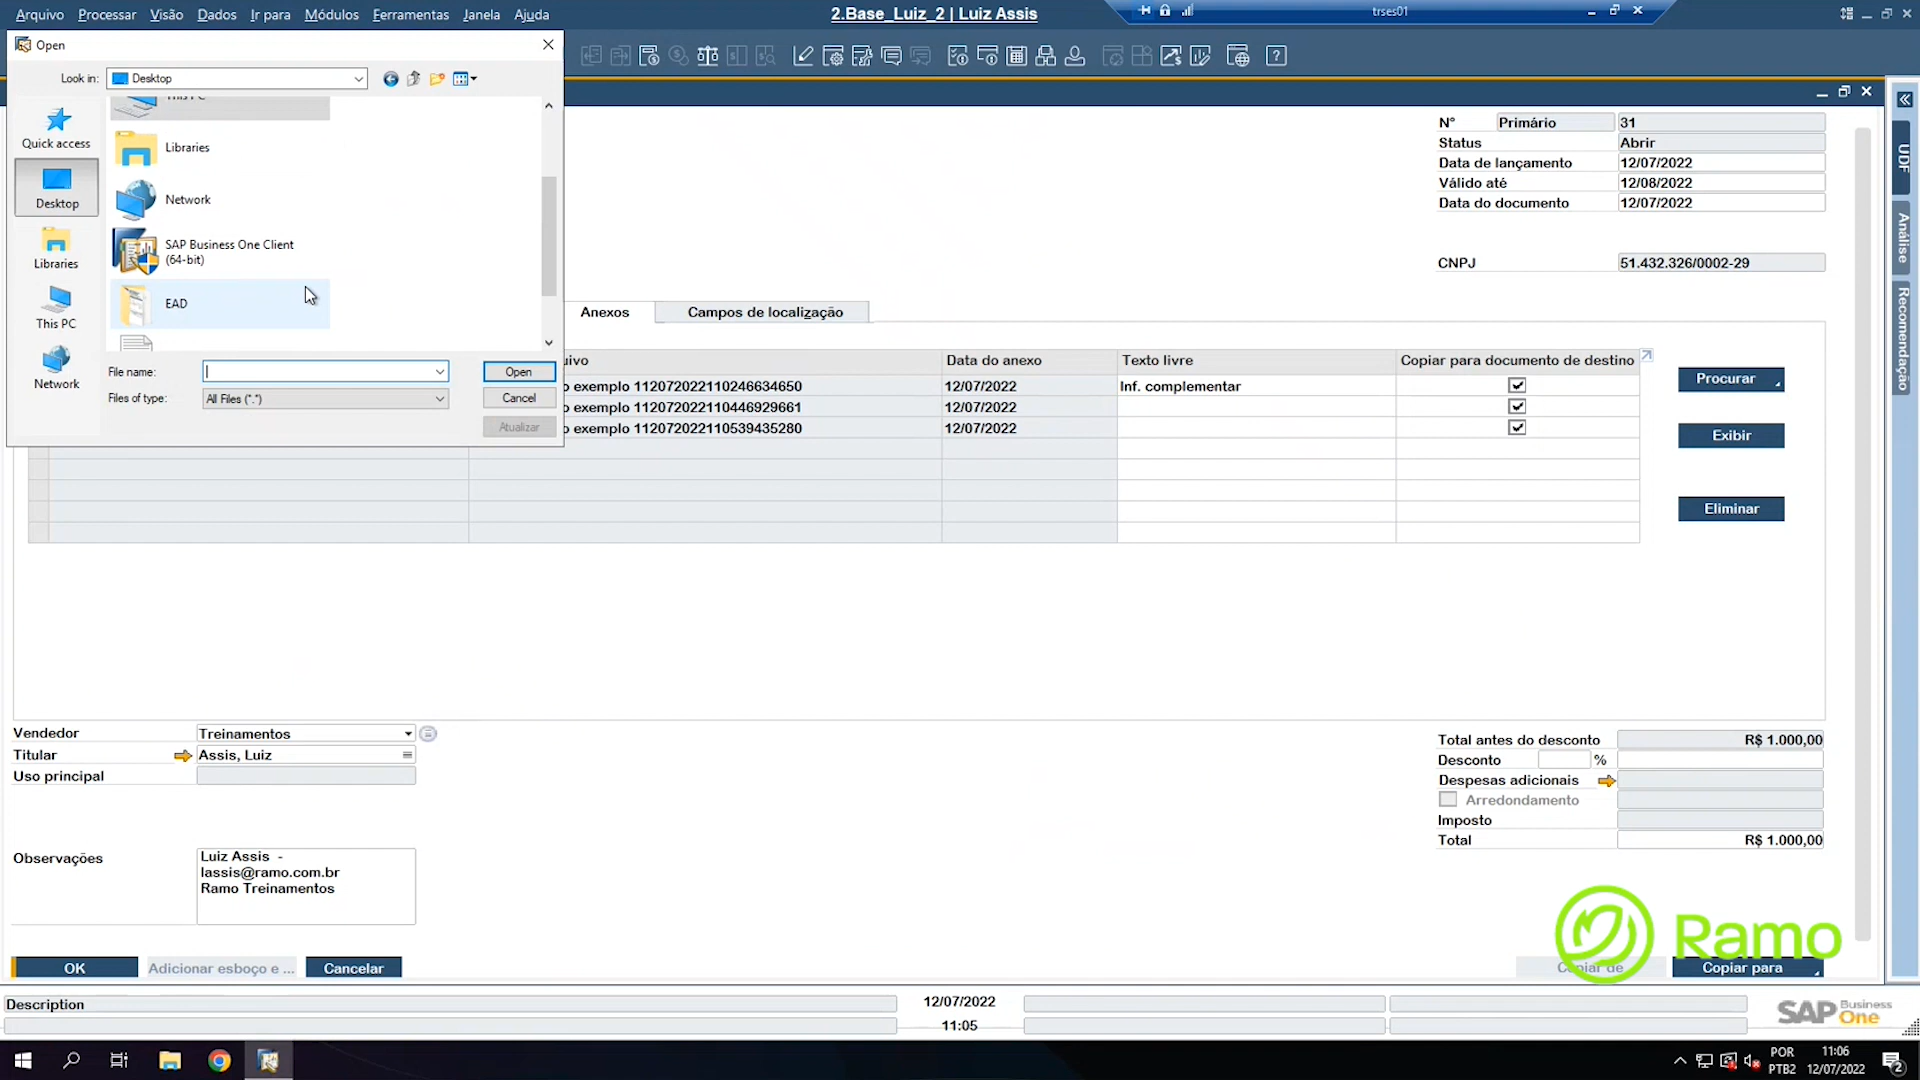 Arquivo Processar Visão Dados Ir para Módulos Ferramentas Janela Ajuda
2.Base_Luiz_2 | Luiz Assis
trses01
Open
Look in: Desktop
Quick access
Desktop
Libraries
This PC
Network
This PC
Libraries
Network
SAP Business One Client
(64-bit)
EAD
File name:
Files of type: All Files (*.*)
Open
Cancel
Atualizar
Nº Primário 31
Status Abrir
Data de lançamento 12/07/2022
Válido até 12/08/2022
Data do documento 12/07/2022
CNPJ 51.432.326/0002-29
Anexos Campos de localização
Data do anexo Texto livre Copiar para documento de destino
o exemplo 112072022110246634650 12/07/2022 Inf. complementar
o exemplo 112072022110446929661 12/07/2022
o exemplo 112072022110539435280 12/07/2022
Procurar
Exibir
Eliminar
UDF
Análise
Recomendação
Vendedor Treinamentos
Titular Assis, Luiz
Uso principal
Observações
Luiz Assis -
lassis@ramo.com.br
Ramo Treinamentos
Total antes do desconto R$ 1.000,00
Desconto %
Despesas adicionais
Arredondamento
Imposto
Total R$ 1.000,00
Ramo
OK Adicionar esboço e ... Cancelar
Copiar de Copiar para
Description
12/07/2022
11:05
SAP Business One
POR
PTB2
11:06
12/07/2022
2